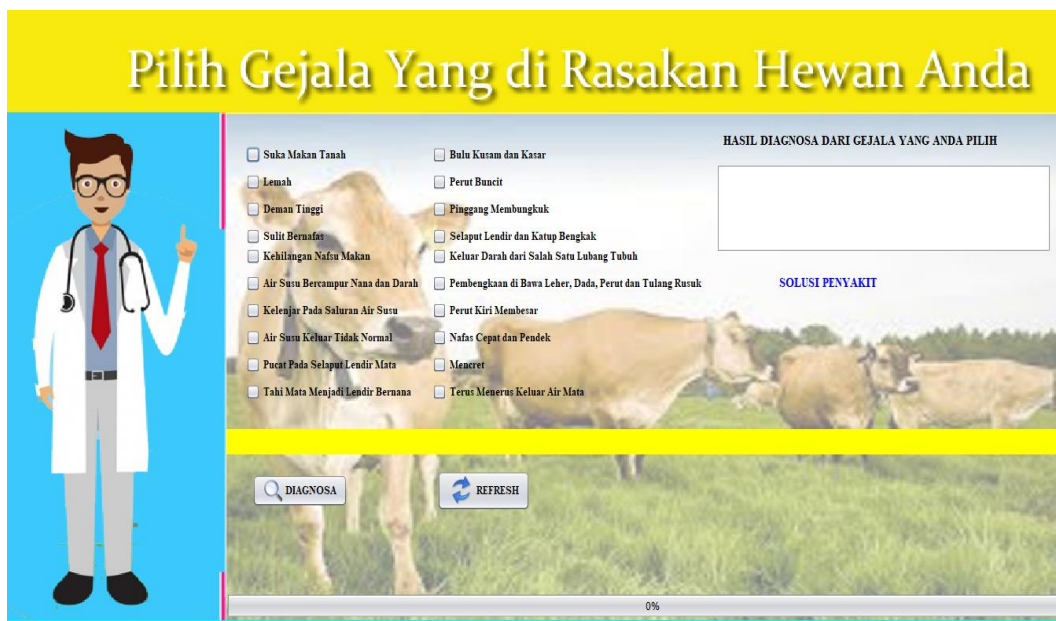 Pilih Gejala Yang di Rasakan Hewan Anda
HASIL DIAGNOSA DARI GEJALA YANG ANDA PILIH
Suka Makan Tanah
Lemah
Deman Tinggi
Sulit Bernafas
Kehilangan Nafsu Makan
Air Susu Bercampur Nana dan Darah
Kelenjar Pada Saluran Air Susu
Air Susu Keluar Tidak Normal
Pucat Pada Selaput Lendir Mata
Tahi Mata Menjadi Lendir Bernana
Bulu Kusam dan Kasar
Perut Buncit
Pinggang Membungkuk
Selaput Lendir dan Katup Bengkak
Keluar Darah dari Salah Satu Lubang Tubuh
Pembengkaan di Bawa Leher, Dada, Perut dan Tulang Rusuk
Perut Kiri Membesar
Nafas Cepat dan Pendek
Mencret
Terus Menerus Keluar Air Mata
SOLUSI PENYAKIT
DIAGNOSA
REFRESH
0%